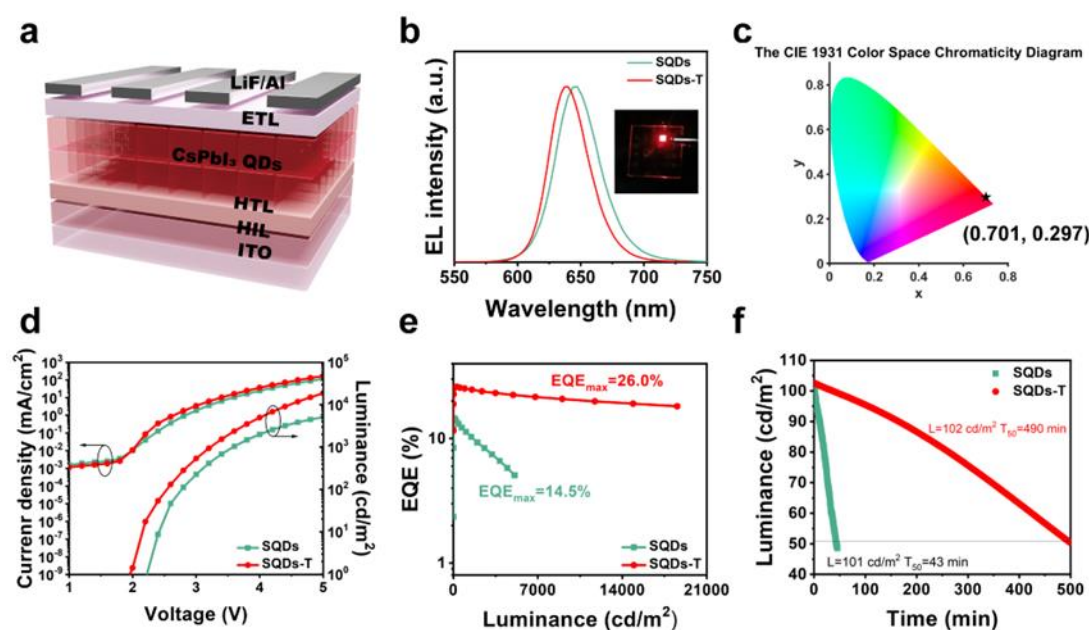 a
LiF/Al
ETL
CsPbI₃ QDs
HTL
HIL
ITO
b
EL intensity (a.u.)
SQDs
SQDs-T
550 600 650 700 750
Wavelength (nm)
c
The CIE 1931 Color Space Chromaticity Diagram
y
0.8
0.6
0.4
0.2
0
(0.701, 0.297)
0 0.2 0.4 0.6 0.8
x
d
Currenr density (mA/cm²)
10³
10²
10¹
10⁰
10⁻¹
10⁻²
10⁻³
10⁻⁴
10⁻⁵
10⁻⁶
10⁻⁷
10⁻⁸
10⁻⁹
Luminance (cd/m²)
10⁵
10⁴
10³
10²
10¹
10⁰
SQDs
SQDs-T
1 2 3 4 5
Voltage (V)
e
EQE (%)
10
1
EQEmax=26.0%
EQEmax=14.5%
SQDs
SQDs-T
0 7000 14000 21000
Luminance (cd/m²)
f
Luminance (cd/m²)
110
100
90
80
70
60
50
40
SQDs
SQDs-T
L=102 cd/m² T₅₀=490 min
L=101 cd/m² T₅₀=43 min
0 100 200 300 400 500
Time (min)